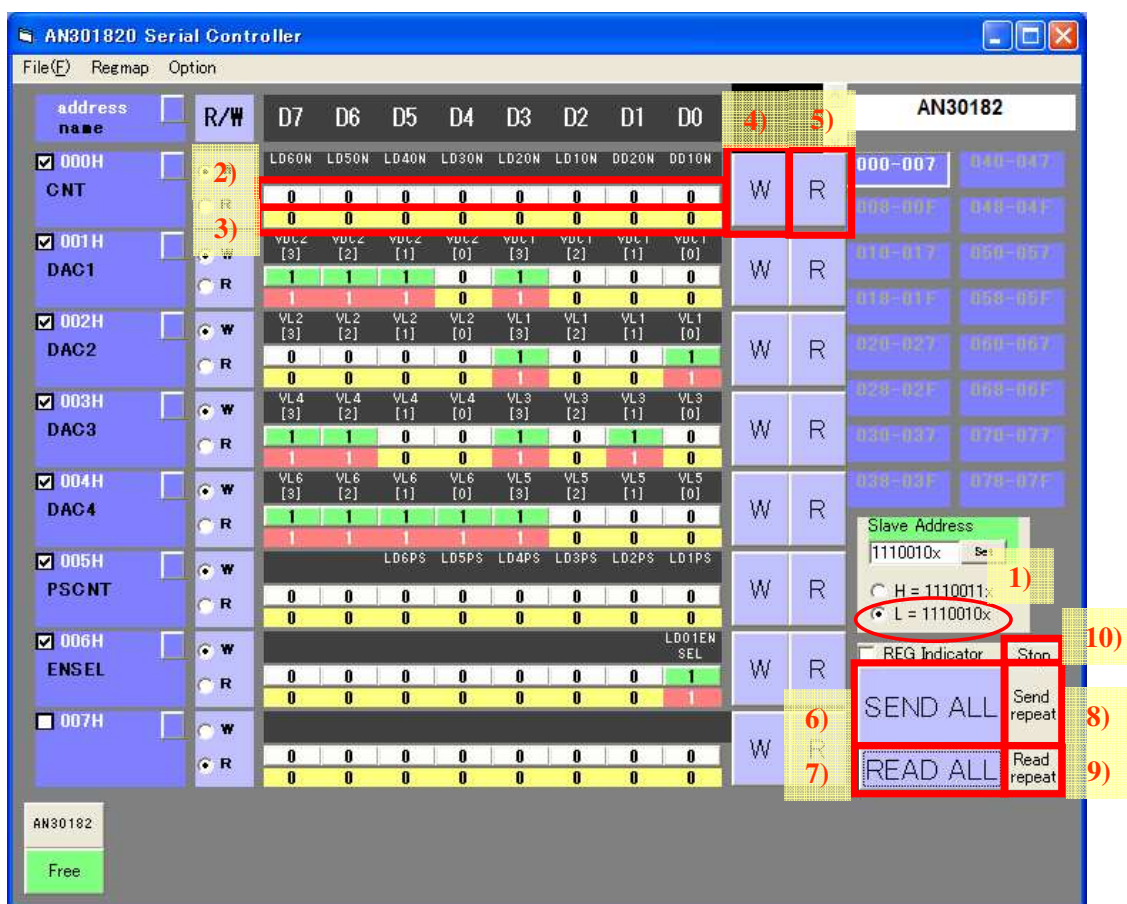 AN301820 Serial Controller
File(F) Regmap Option
address name R/W D7 D6 D5 D4 D3 D2 D1 D0 4) 5) AN30182
000H CNT
2) R
3)
LD6ON LD5ON LD4ON LD3ON LD2ON LD1ON DD2ON DD1ON
0 0 0 0 0 0 0 0
0 0 0 0 0 0 0 0
W R
001H DAC1
W R
VDC2 VDC2 VDC2 VDC2 VDC1 VDC1 VDC1 VDC1
[3] [2] [1] [0] [3] [2] [1] [0]
1 1 1 0 1 0 0 0
1 1 1 0 1 0 0 0
W R
002H DAC2
W R
VL2 VL2 VL2 VL2 VL1 VL1 VL1 VL1
[3] [2] [1] [0] [3] [2] [1] [0]
0 0 0 0 1 0 0 1
0 0 0 0 1 0 0 1
W R
003H DAC3
W R
VL4 VL4 VL4 VL4 VL3 VL3 VL3 VL3
[3] [2] [1] [0] [3] [2] [1] [0]
1 1 0 0 1 0 1 0
1 1 0 0 1 0 1 0
W R
004H DAC4
W R
VL6 VL6 VL6 VL6 VL5 VL5 VL5 VL5
[3] [2] [1] [0] [3] [2] [1] [0]
1 1 1 1 1 0 0 0
1 1 1 1 1 0 0 0
W R
005H PSCNT
W R
LD6PS LD5PS LD4PS LD3PS LD2PS LD1PS
0 0 0 0 0 0 0 0
0 0 0 0 0 0 0 0
W R
006H ENSEL
W R
LDO1EN
SEL
0 0 0 0 0 0 0 1
0 0 0 0 0 0 0 1
W R
007H
W R
0 0 0 0 0 0 0 0
0 0 0 0 0 0 0 0
W R
000-007 040-047
008-00F 048-04F
010-017 050-057
018-01F 058-05F
020-027 060-067
028-02F 068-06F
030-037 070-077
038-03F 078-07F
Slave Address
1110010x Set
1)
H = 1110011x
L = 1110010x
10)
REG Indicator Stop
6) SEND ALL Send repeat 8)
7) READ ALL Read repeat 9)
AN30182
Free